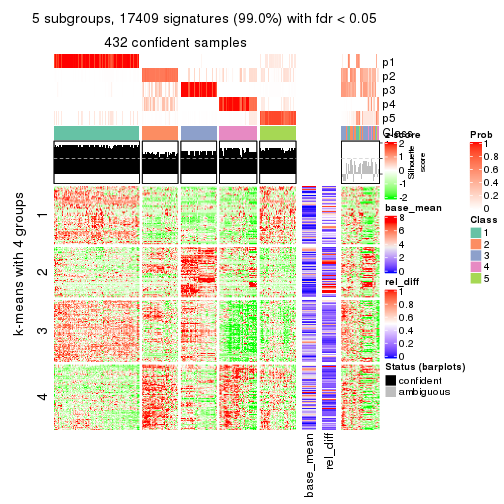 5 subgroups, 17409 signatures (99.0%) with fdr < 0.05
432 confident samples
p1
p2
p3
p4
p5
Class
z-score
2
1
0
-1
-2
Silhouette
score
base_mean
8
6
4
2
0
rel_diff
1
0.8
0.6
0.4
0.2
0
Status (barplots)
confident
ambiguous
Prob
1
0.8
0.6
0.4
0.2
0
Class
1
2
3
4
5
k-means with 4 groups
1
2
3
4
base_mean
rel_diff